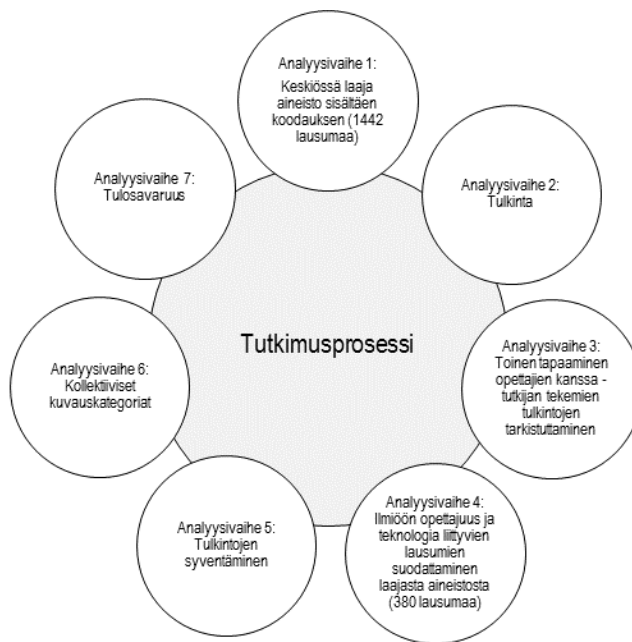 Analyysivaihe 1:
Keskiössä laaja
aineisto sisältäen
koodauksen (1442
lausumaa)
Analyysivaihe 2:
Tulkinta
Analyysivaihe 3:
Toinen tapaaminen
opettajien kanssa -
tutkijan tekemien
tulkintojen
tarkistuttaminen
Analyysivaihe 4:
Ilmiöön opettajuus ja
teknologia liittyvien
lausumien
suodattaminen
laajasta aineistosta
(380 lausumaa)
Analyysivaihe 5:
Tulkintojen
syventäminen
Analyysivaihe 6:
Kollektiiviset
kuvauskategoriat
Analyysivaihe 7:
Tulosavaruus
Tutkimusprosessi